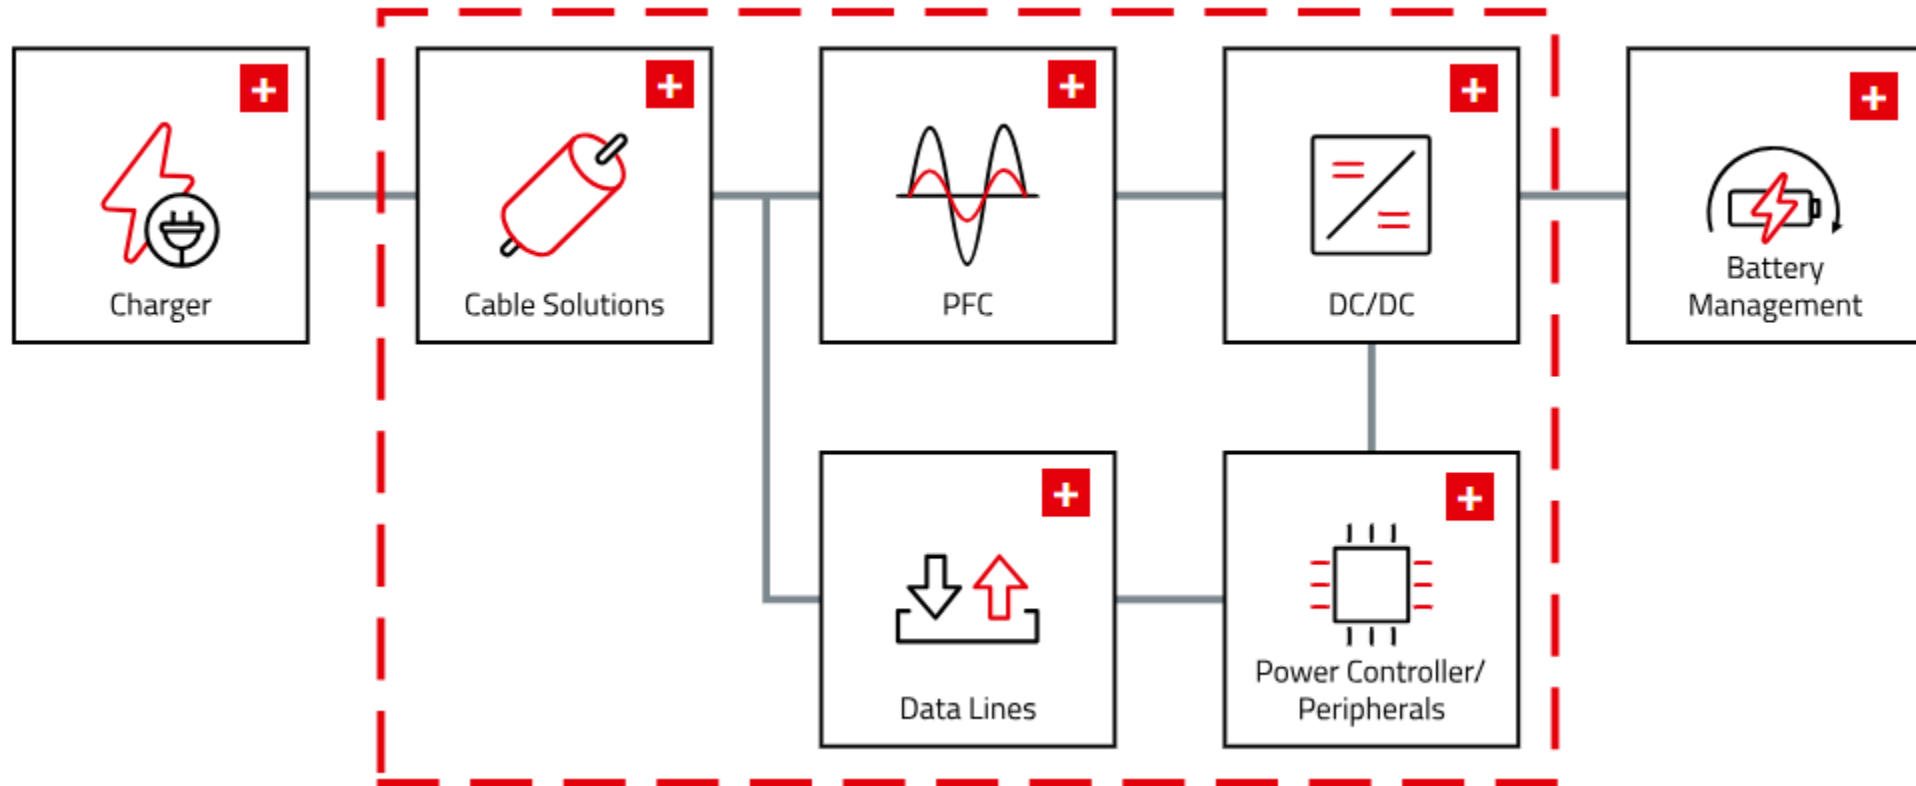 Charger
Cable Solutions
PFC
DC/DC
Battery
Management
Data Lines
Power Controller/
Peripherals